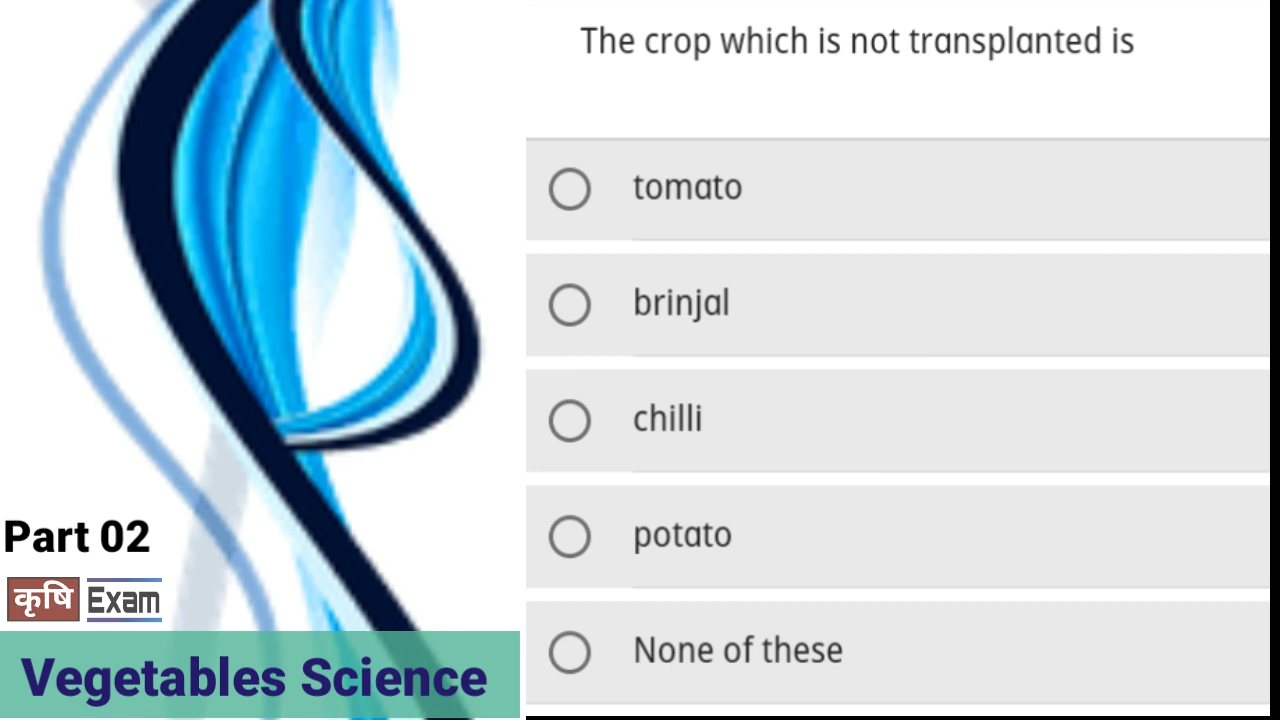 The crop which is not transplanted is
tomato
brinjal
chilli
potato
None of these
Part 02
कृषि Exam
Vegetables Science